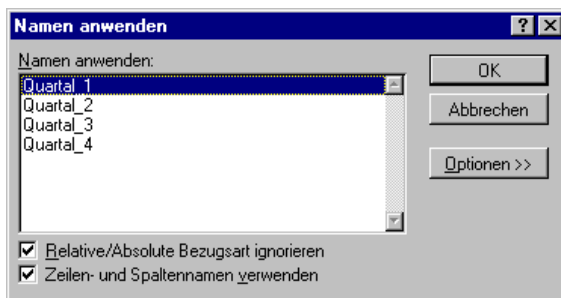 Namen anwenden
Namen anwenden:
Quartal_1
Quartal_2
Quartal_3
Quartal_4
OK
Abbrechen
Optionen >>
Relative/Absolute Bezugsart ignorieren
Zeilen- und Spaltennamen verwenden